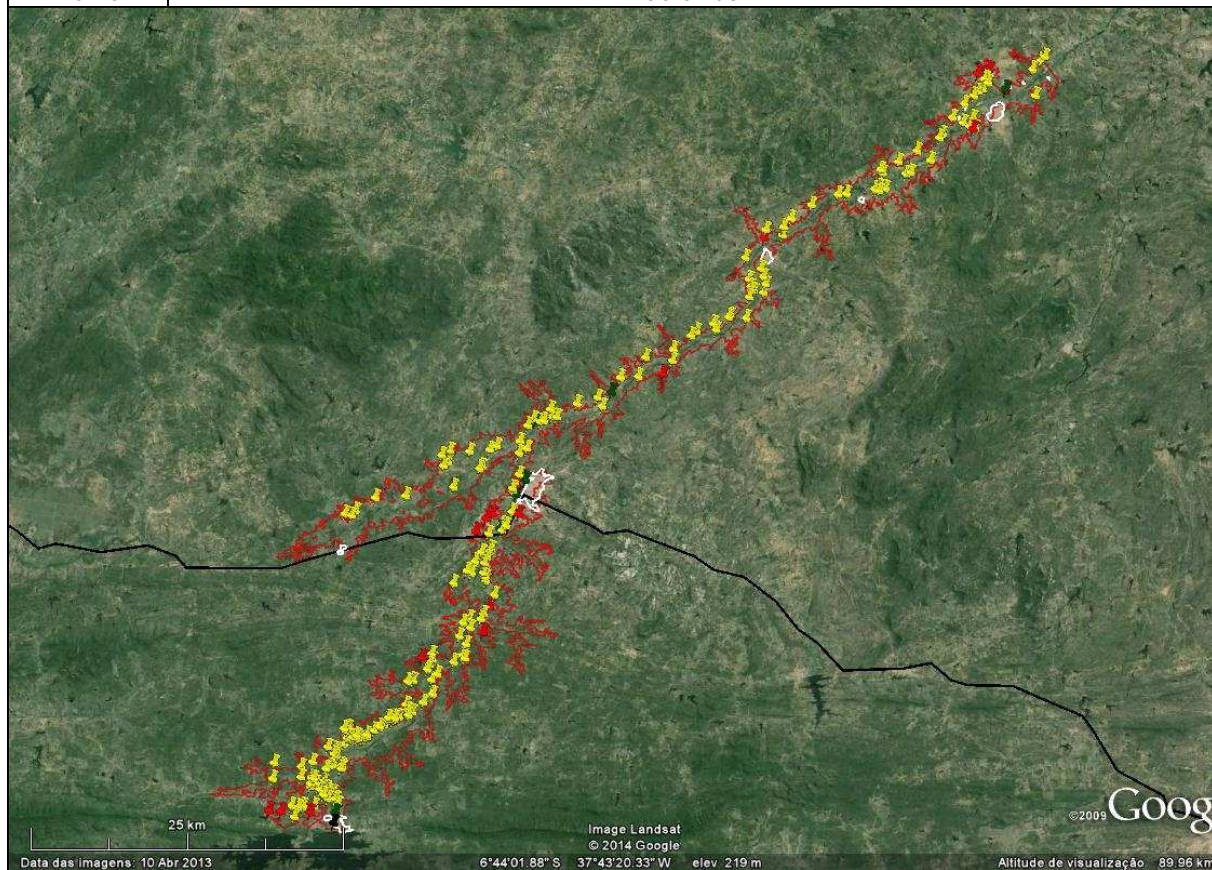 25 km
Image Landsat
© 2014 Google
©2009 Goog
Data das imagens: 10 Abr 2013 6°44'01.88" S 37°43'20.33" W elev 219 m Altitude de visualização 89.96 km